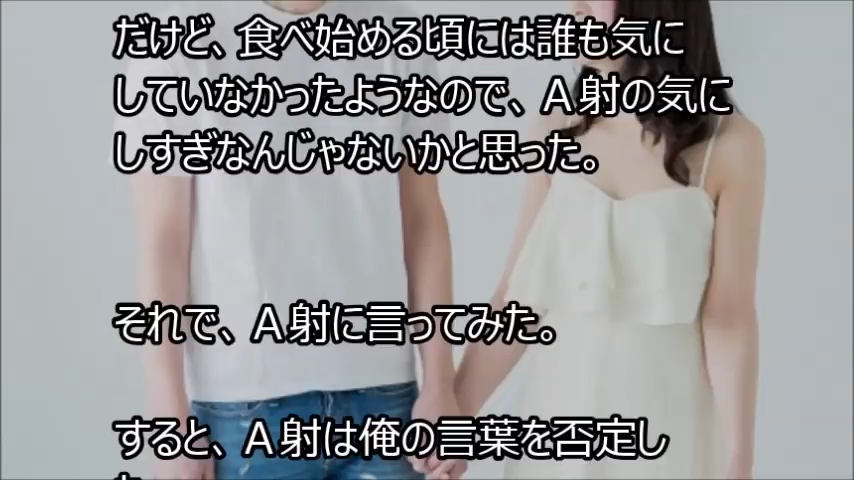 だけど、食べ始める頃には誰も気に
していなかったようなので、Ａ射の気に
しすぎなんじゃないかと思った。
それで、Ａ射に言ってみた。
すると、Ａ射は俺の言葉を否定し